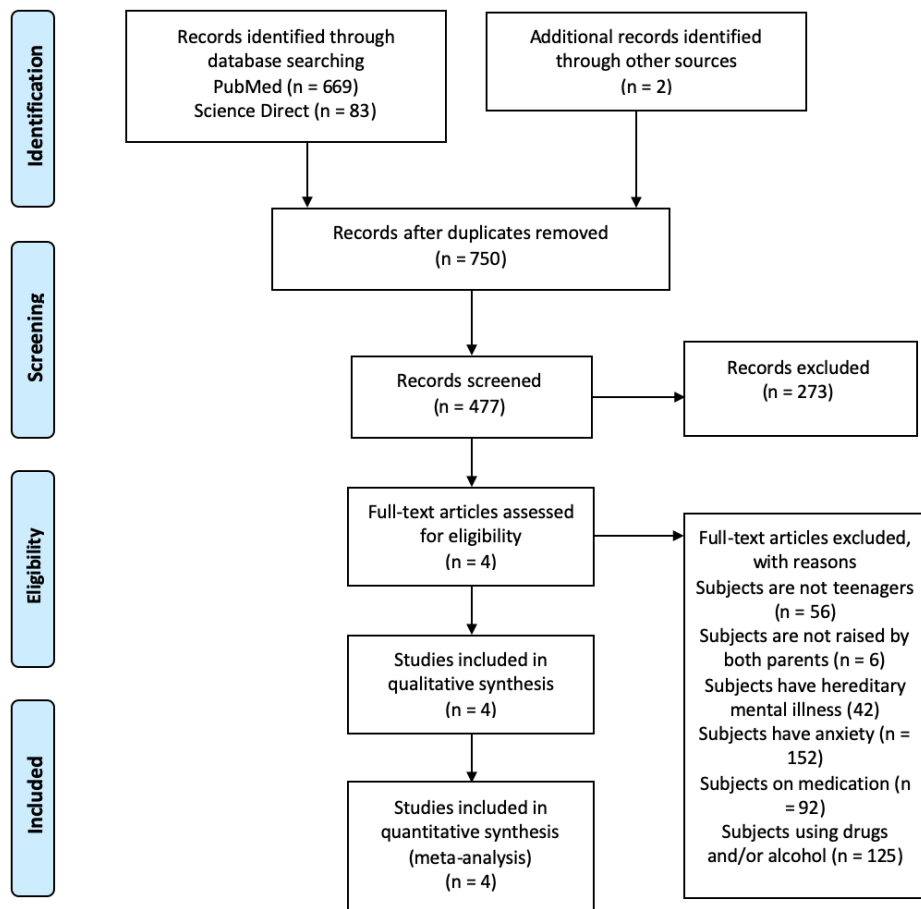 Identification
Records identified through
database searching
PubMed (n = 669)
Science Direct (n = 83)
Additional records identified
through other sources
(n = 2)
Records after duplicates removed
(n = 750)
Screening
Records screened
(n = 477)
Records excluded
(n = 273)
Eligibility
Full-text articles assessed
for eligibility
(n = 4)
Full-text articles excluded,
with reasons
Subjects are not teenagers
(n = 56)
Subjects are not raised by
both parents (n = 6)
Subjects have hereditary
mental illness (42)
Subjects have anxiety (n =
152)
Subjects on medication (n
= 92)
Subjects using drugs
and/or alcohol (n = 125)
Studies included in
qualitative synthesis
(n = 4)
Included
Studies included in
quantitative synthesis
(meta-analysis)
(n = 4)